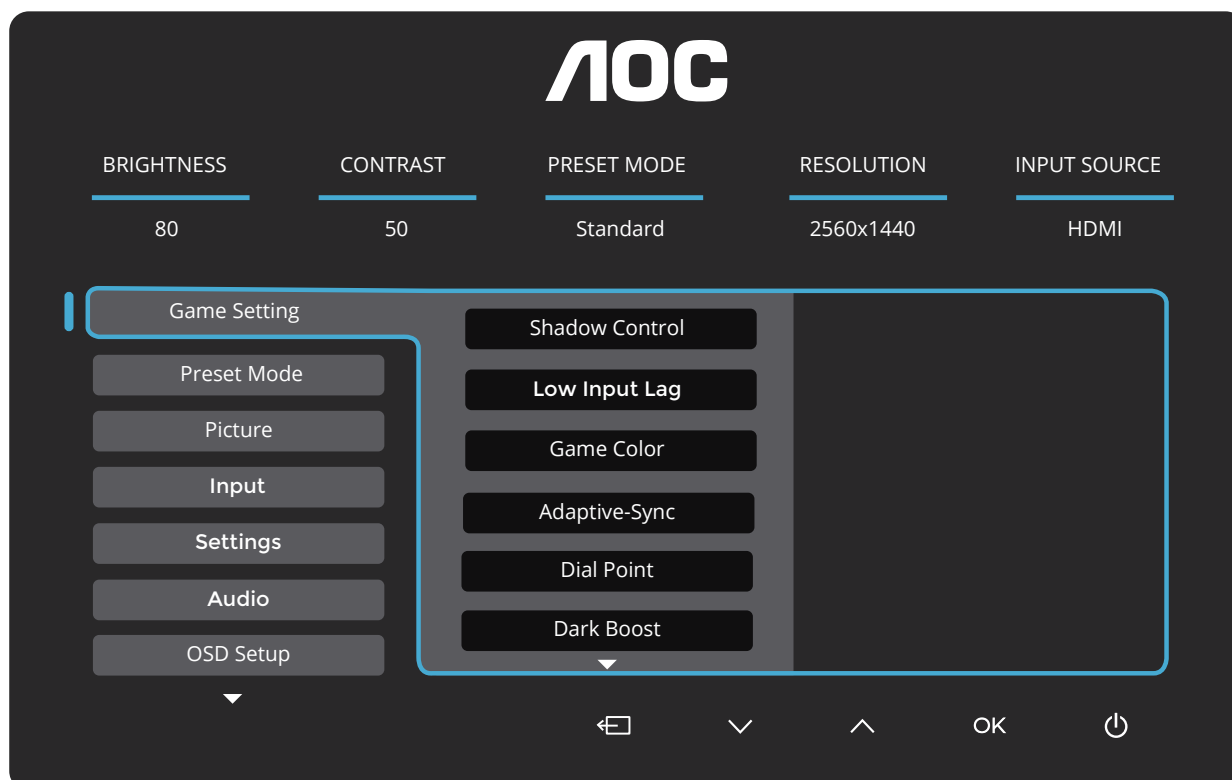 AOC
BRIGHTNESS CONTRAST PRESET MODE RESOLUTION INPUT SOURCE
80 50 Standard 2560x1440 HDMI
Game Setting
Preset Mode
Picture
Input
Settings
Audio
OSD Setup
Shadow Control
Low Input Lag
Game Color
Adaptive-Sync
Dial Point
Dark Boost
OK